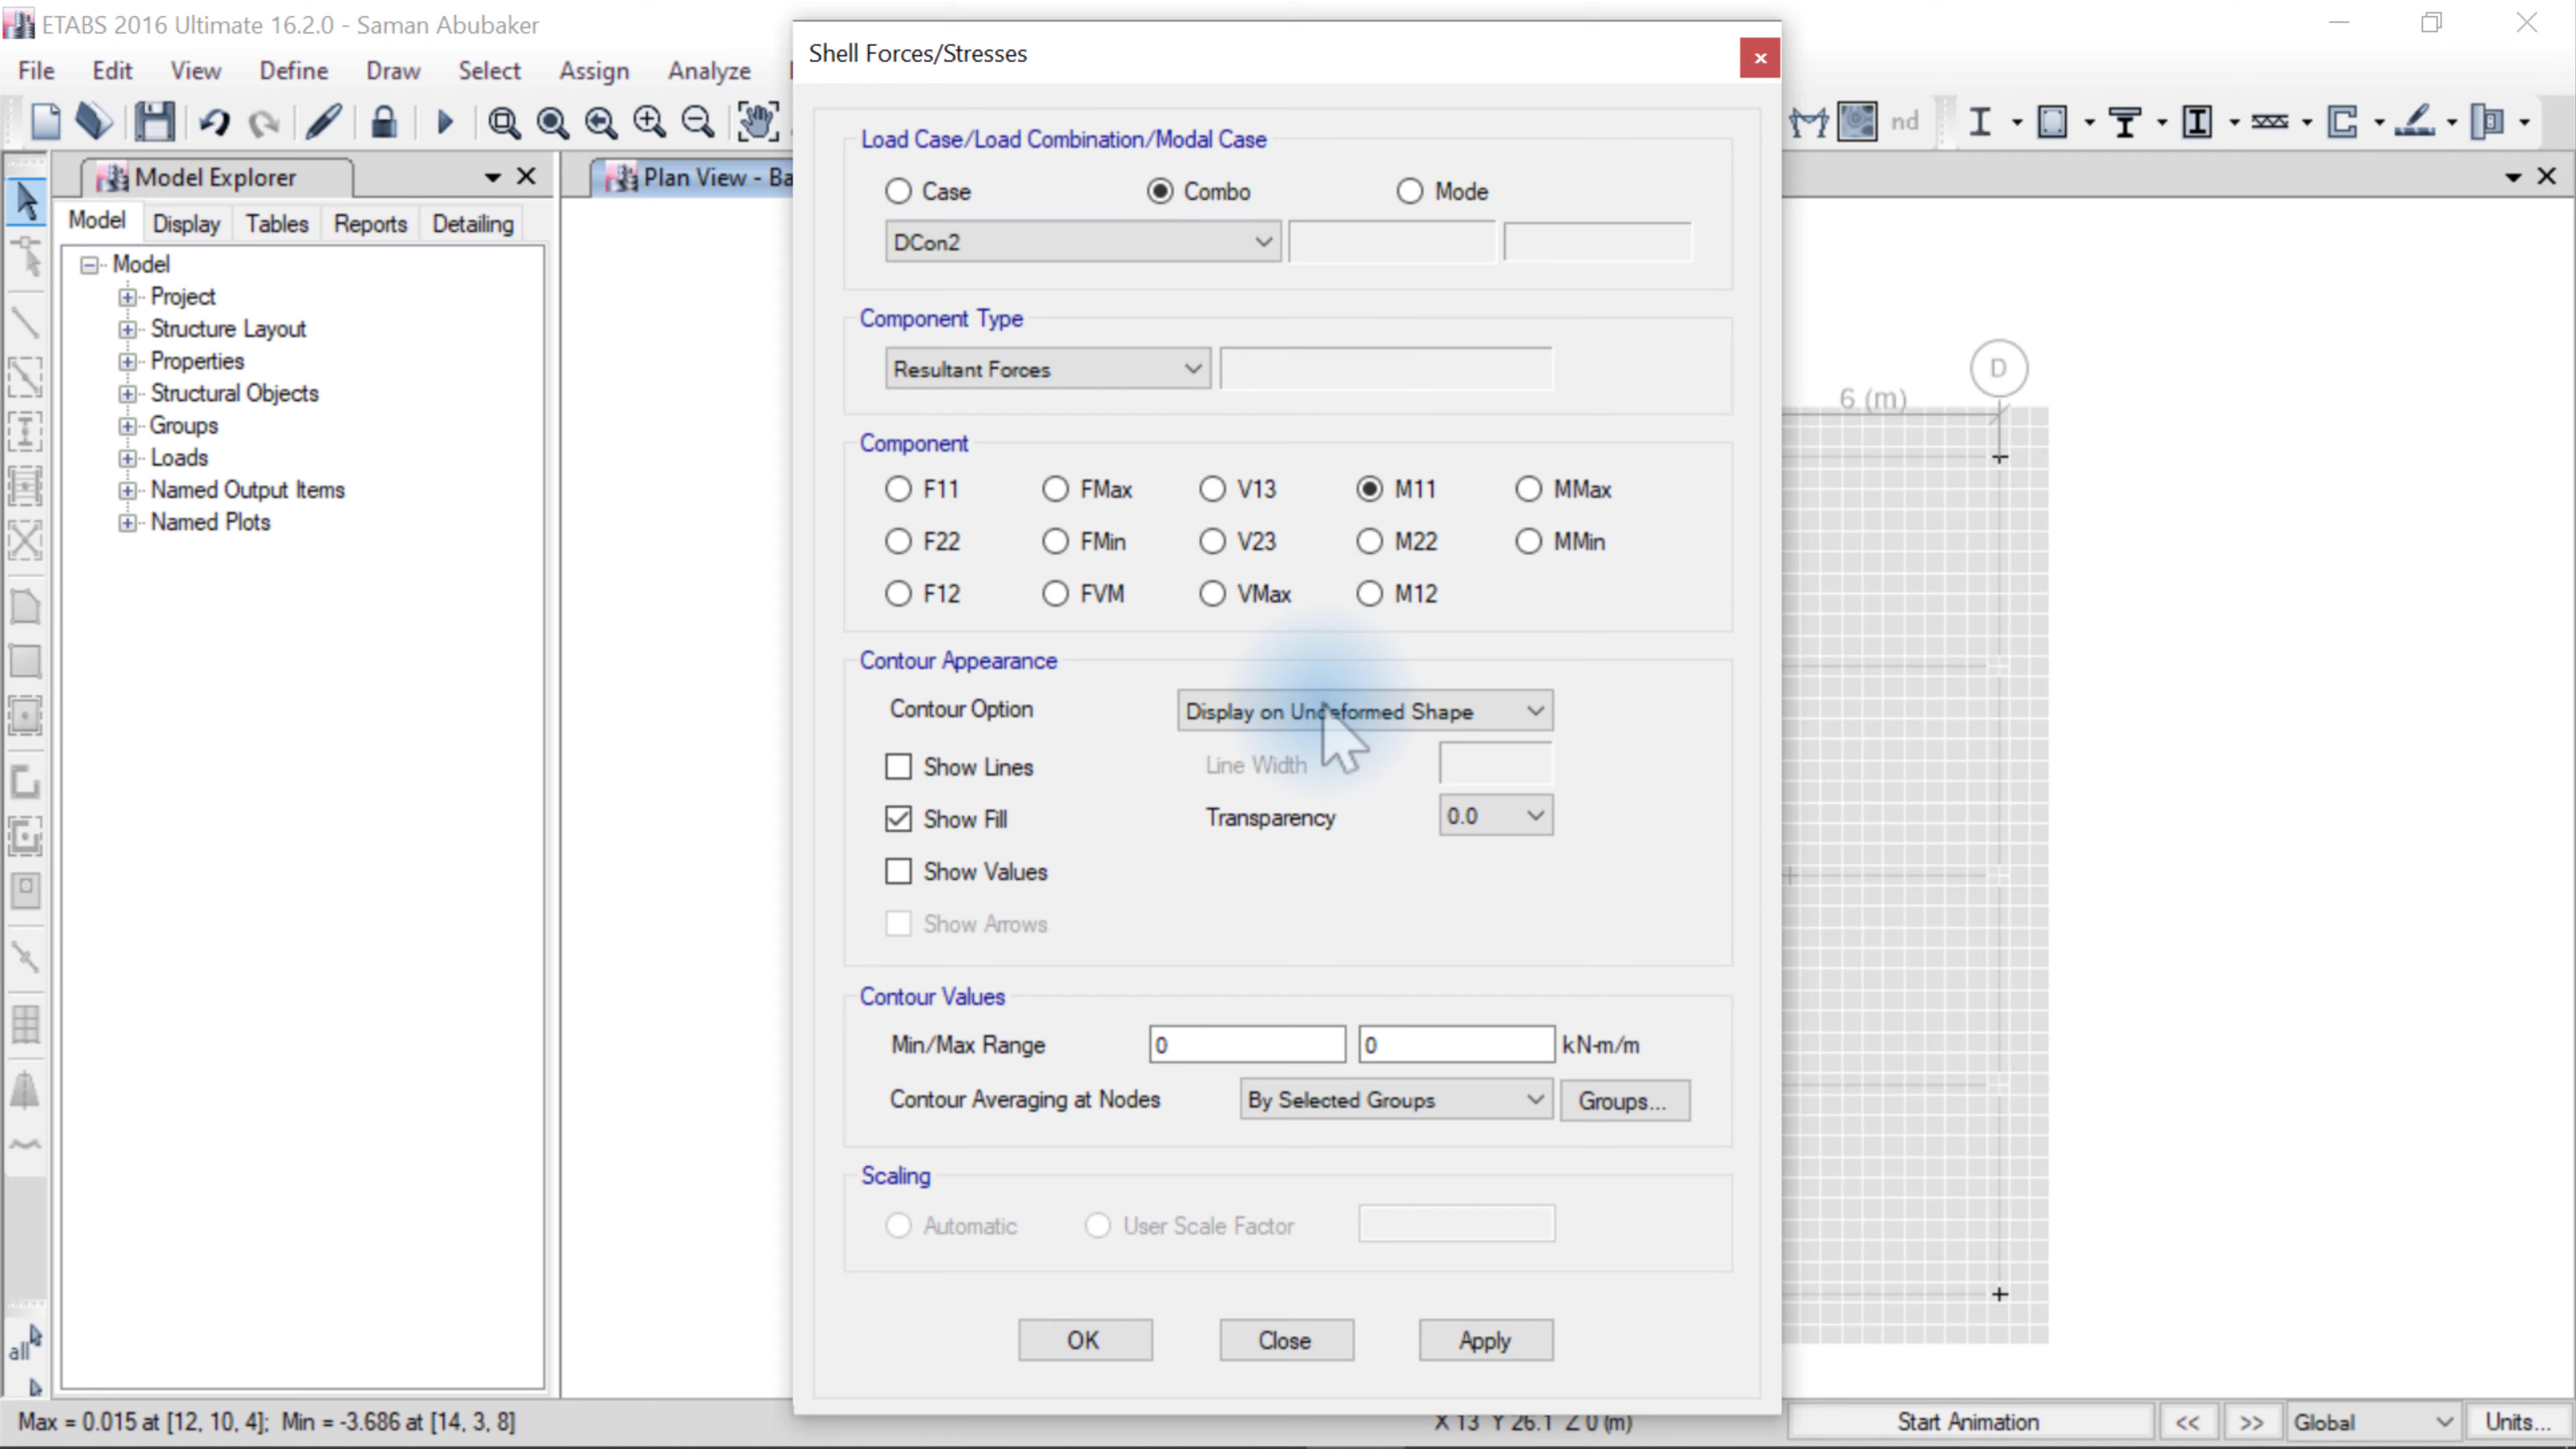 ETABS 2016 Ultimate 16.2.0 - Saman Abubaker
File Edit View Define Draw Select Assign Analyze
Shell Forces/Stresses
nd
Model Explorer
Plan View - Ba
Model Display Tables Reports Detailing
Model
Project
Structure Layout
Properties
Structural Objects
Groups
Loads
Named Output Items
Named Plots
all
Load Case/Load Combination/Modal Case
Case Combo Mode
DCon2
Component Type
Resultant Forces
Component
F11 FMax V13 M11 MMax
F22 FMin V23 M22 MMin
F12 FVM VMax M12
Contour Appearance
Contour Option Display on Undeformed Shape
Show Lines Line Width
Show Fill Transparency 0.0
Show Values
Show Arrows
Contour Values
Min/Max Range 0 0 kN-m/m
Contour Averaging at Nodes By Selected Groups Groups...
Scaling
Automatic User Scale Factor
OK Close Apply
D
6 (m)
Max = 0.015 at [12, 10, 4]; Min = -3.686 at [14, 3, 8]
X 13 Y 26.1 Z 0 (m)
Start Animation << >> Global Units...